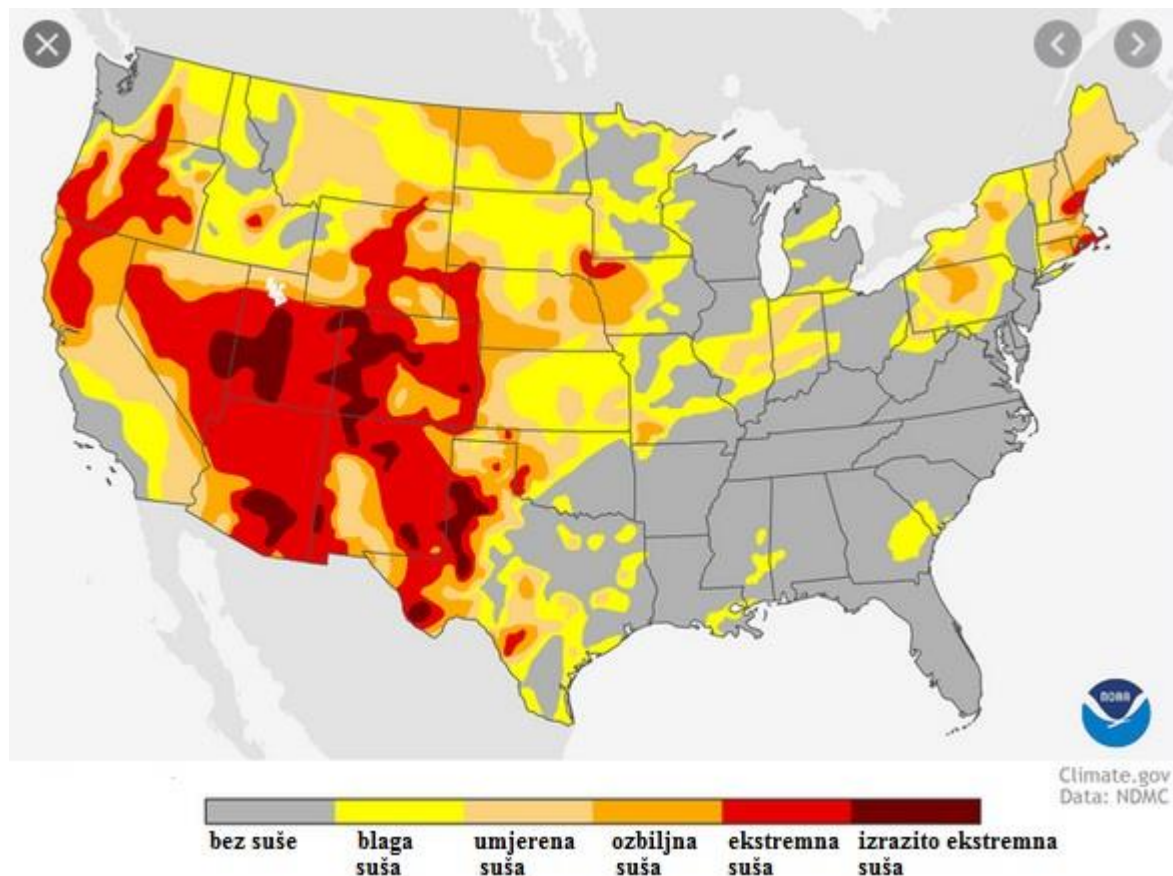 NOAA
Climate.gov
Data: NDMC
bez suše
blaga
suša
umjerena
suša
ozbiljna
suša
ekstremna
suša
izrazito ekstremna
suša